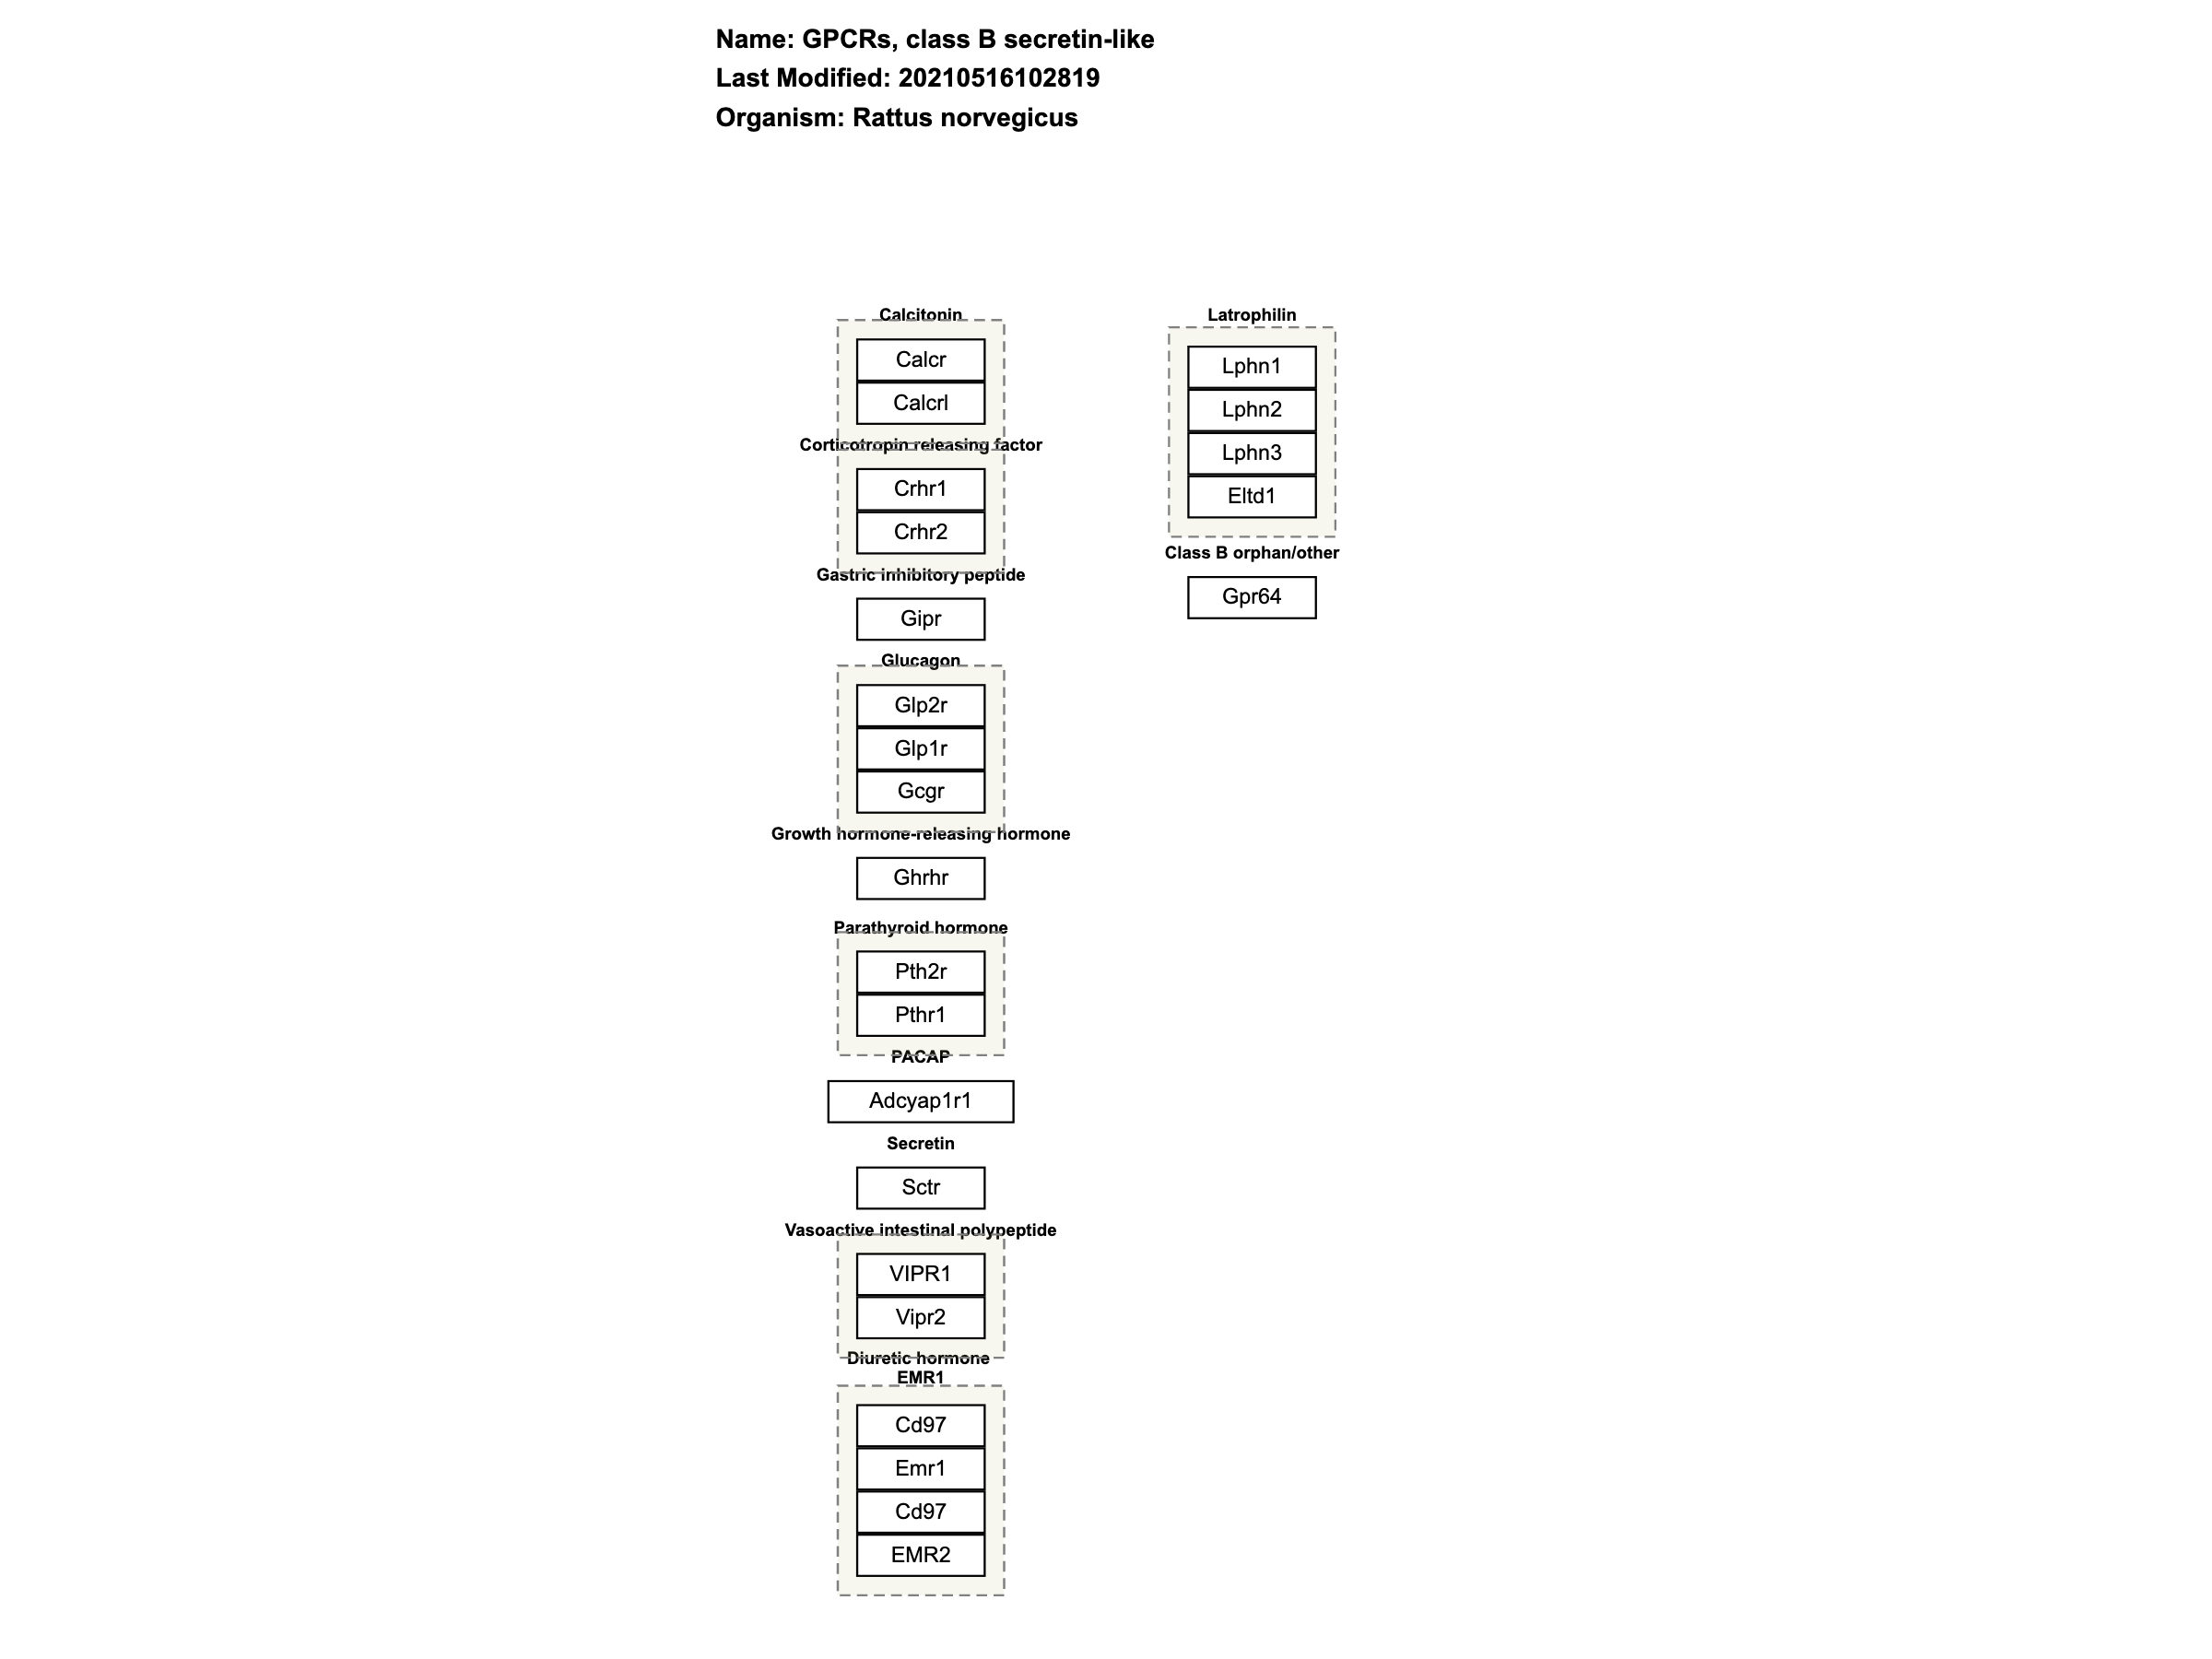 Name: GPCRs, class B secretin-like
Last Modified: 20210516102819
Organism: Rattus norvegicus
Calcitonin
Calcr
Calcrl
Corticotropin releasing factor
Crhr1
Crhr2
Gastric inhibitory peptide
Gipr
Glucagon
Glp2r
Glp1r
Gcgr
Growth hormone-releasing hormone
Ghrhr
Parathyroid hormone
Pth2r
Pthr1
PACAP
Adcyap1r1
Secretin
Sctr
Vasoactive intestinal polypeptide
VIPR1
Vipr2
Diuretic hormone
EMR1
Cd97
Emr1
Cd97
EMR2
Latrophilin
Lphn1
Lphn2
Lphn3
Eltd1
Class B orphan/other
Gpr64